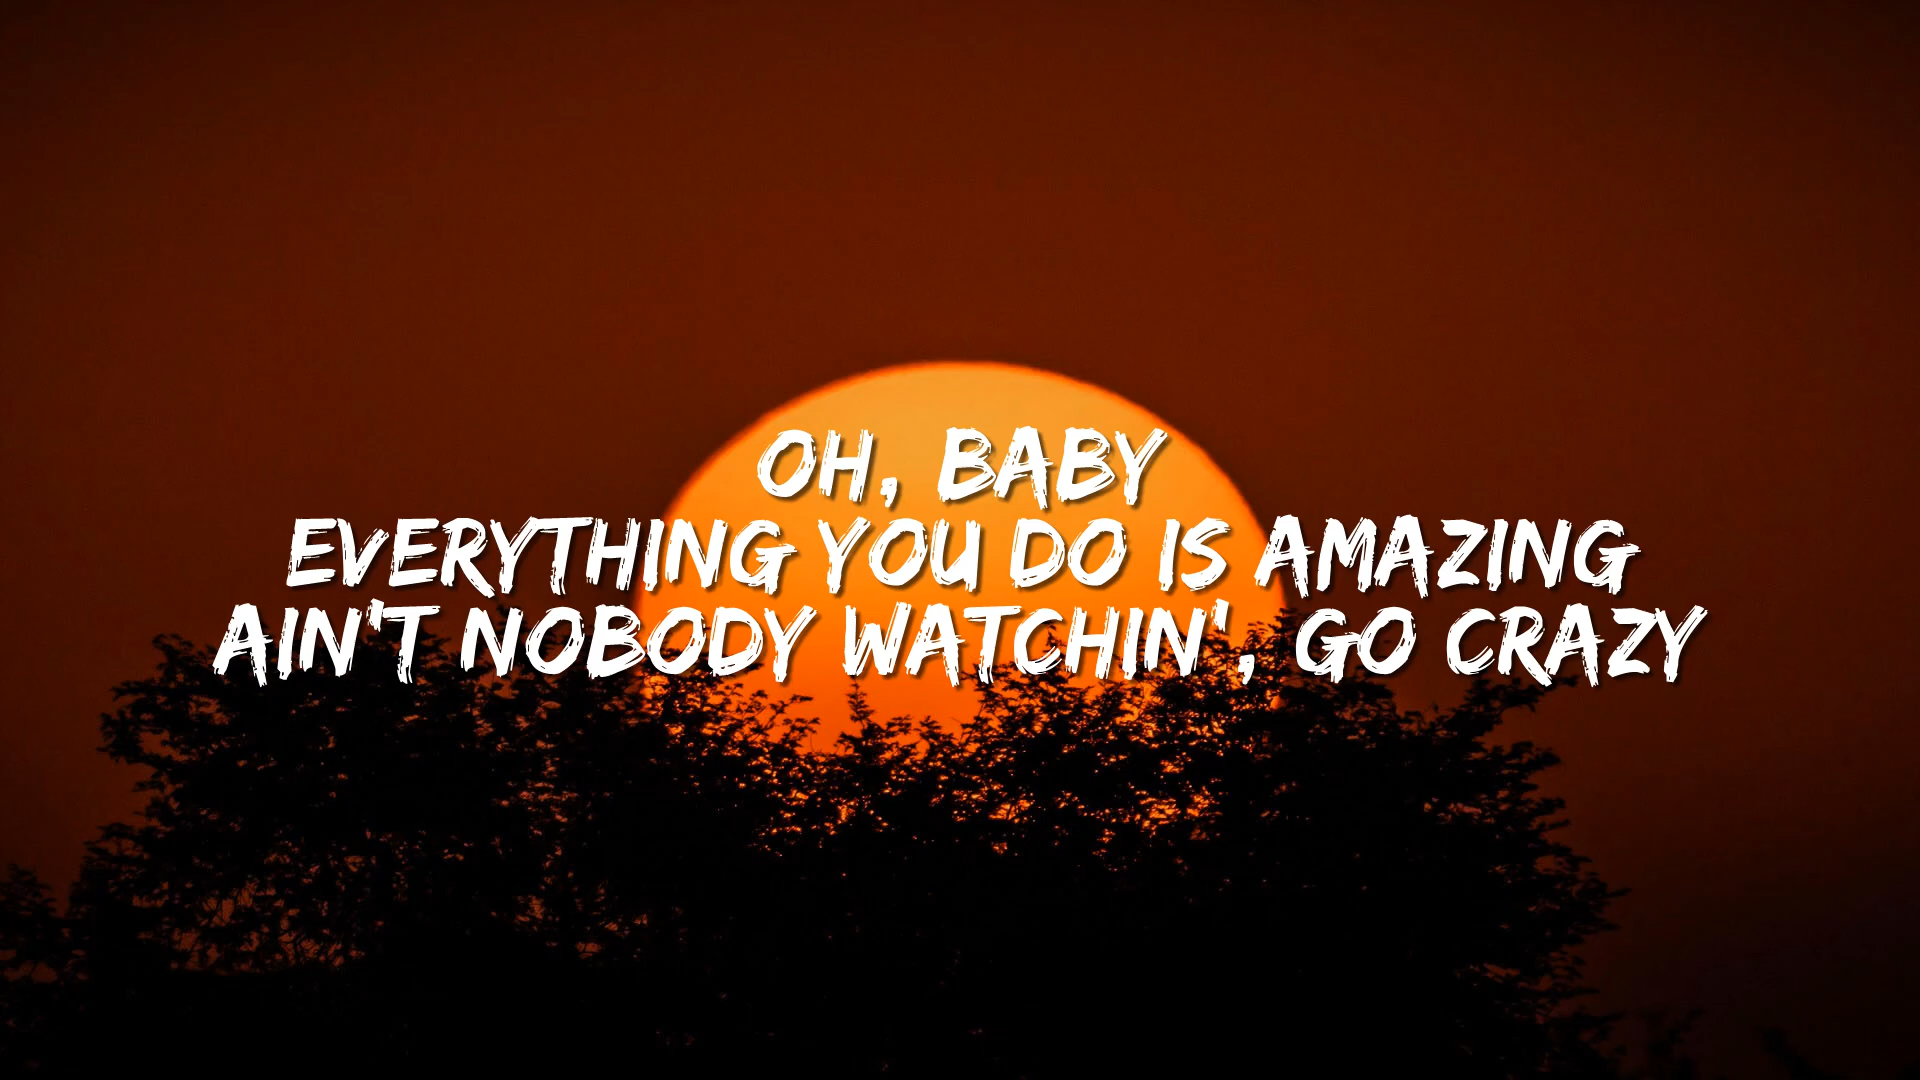 OH, BABY
EVERYTHING YOU DO IS AMAZING
AIN'T NOBODY WATCHIN', GO CRAZY